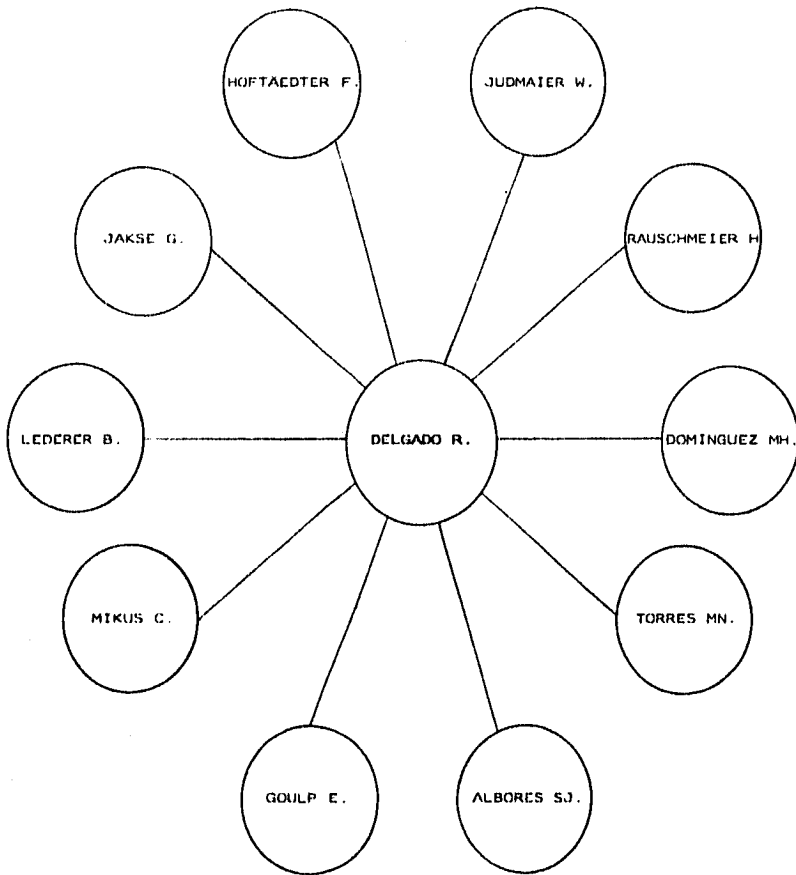 HOFTAEDTER F.
JUDMAIER W.
JAKSE G.
RAUSCHMEIER H
LEDERER B.
DELGADO R.
DOMINGUEZ MH.
MIKUS C.
TORRES MN.
GOULP E.
ALBORES SJ.